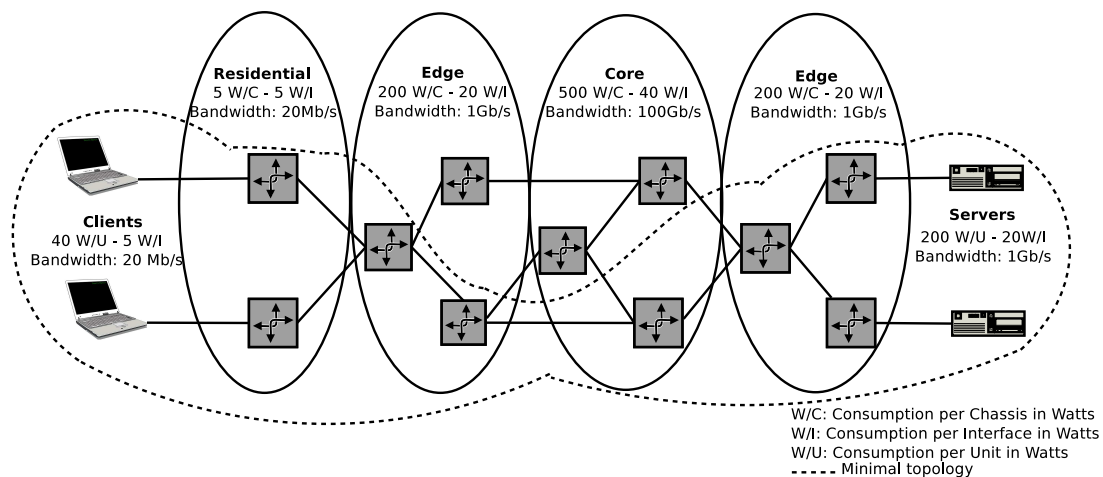 Residential
5 W/C - 5 W/I
Bandwidth: 20Mb/s
Edge
200 W/C - 20 W/I
Bandwidth: 1Gb/s
Core
500 W/C - 40 W/I
Bandwidth: 100Gb/s
Edge
200 W/C - 20 W/I
Bandwidth: 1Gb/s
Clients
40 W/U - 5 W/I
Bandwidth: 20 Mb/s
Servers
200 W/U - 20W/I
Bandwidth: 1Gb/s
W/C: Consumption per Chassis in Watts
W/I: Consumption per Interface in Watts
W/U: Consumption per Unit in Watts
Minimal topology